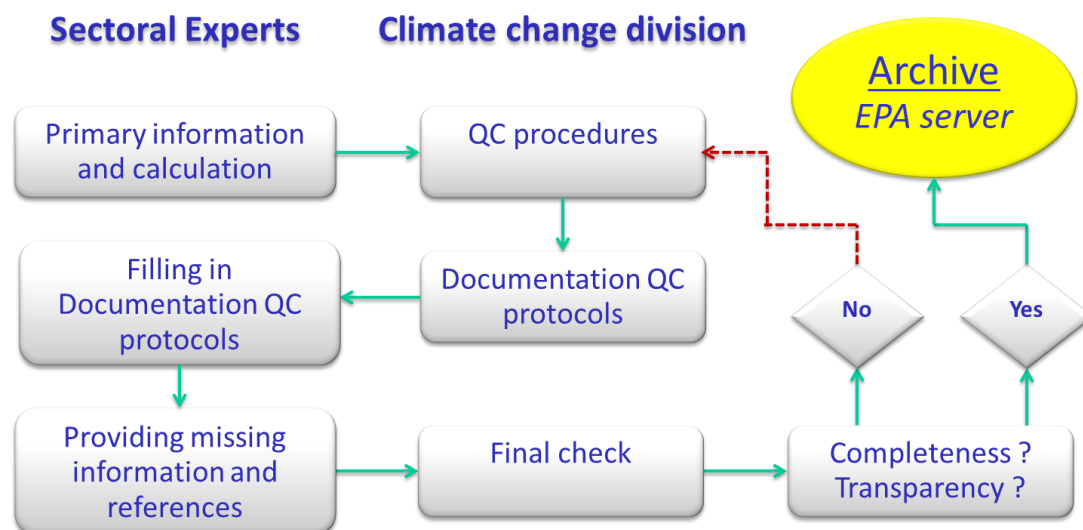 Sectoral Experts
Climate change division
Archive
EPA server
Primary information
and calculation
QC procedures
Filling in
Documentation QC
protocols
Documentation QC
protocols
No
Yes
Providing missing
information and
references
Final check
Completeness ?
Transparency ?